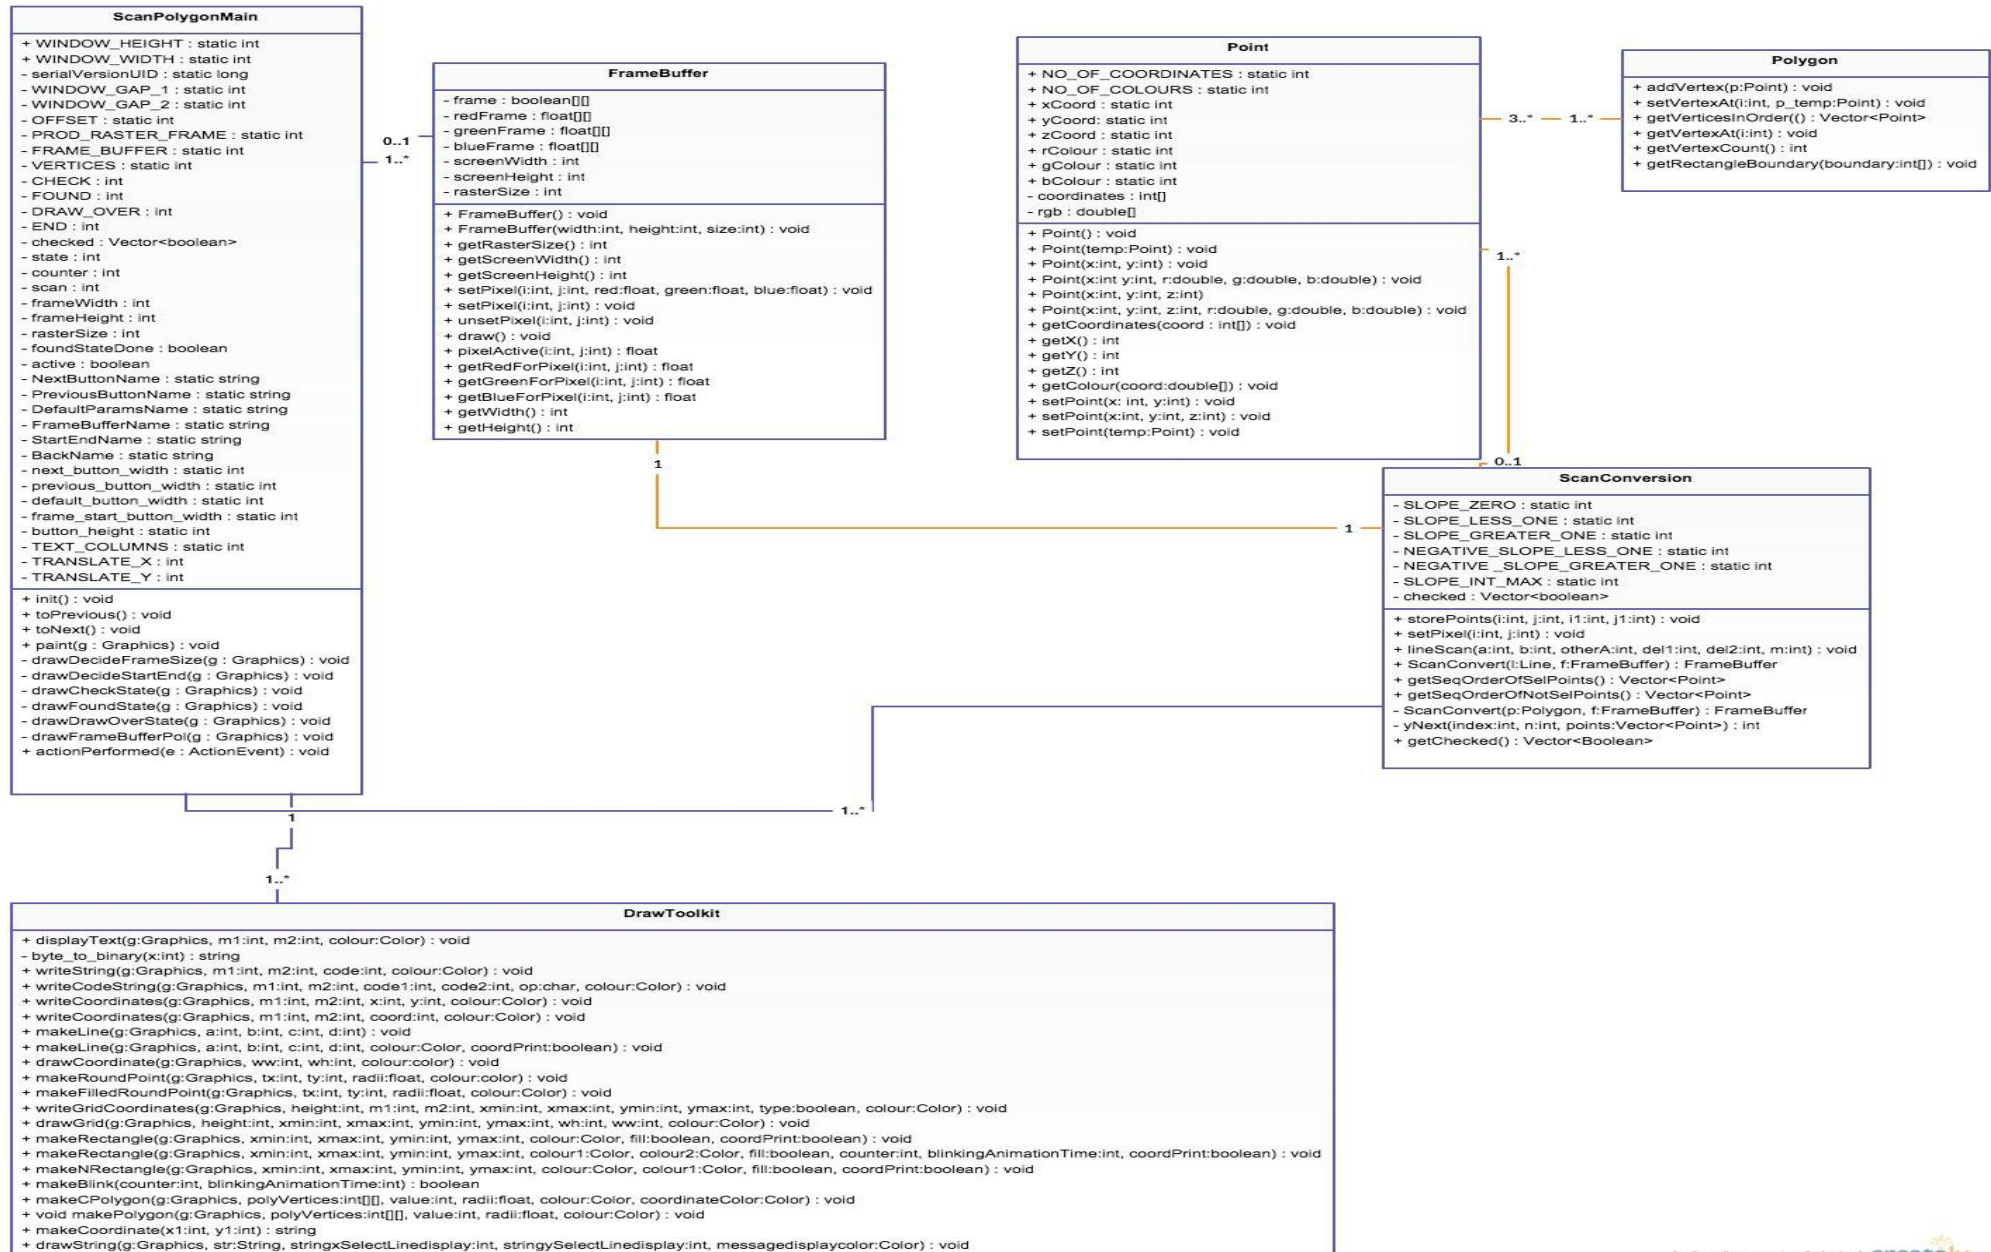 ScanPolygonMain
+ WINDOW_HEIGHT : static int
+ WINDOW_WIDTH : static int
- serialVersionUID : static long
- WINDOW_GAP_1 : static int
- WINDOW_GAP_2 : static int
- OFFSET : static int
- PROD_RASTER_FRAME : static int
- FRAME_BUFFER : static int
- VERTICES : static int
- CHECK : int
- FOUND : int
- DRAW_OVER : int
- END : int
- checked : Vector<boolean>
- state : int
- counter : int
- scan : int
- frameWidth : int
- frameHeight : int
- rasterSize : int
- foundStateDone : boolean
- active : boolean
- NextButtonName : static string
- PreviousButtonName : static string
- DefaultParamsName : static string
- FrameBufferName : static string
- StartEndName : static string
- BackName : static string
- next_button_width : static int
- previous_button_width : static int
- default_button_width : static int
- frame_start_button_width : static int
- button_height : static int
- TEXT_COLUMNS : static int
- TRANSLATE_X : int
- TRANSLATE_Y : int
+ init() : void
+ toPrevious() : void
+ toNext() : void
+ paint(g : Graphics) : void
- drawDecideFrameSize(g : Graphics) : void
- drawDecideStartEnd(g : Graphics) : void
- drawCheckState(g : Graphics) : void
- drawFoundState(g : Graphics) : void
- drawDrawOverState(g : Graphics) : void
- drawFrameBufferPol(g : Graphics) : void
+ actionPerformed(e : ActionEvent) : void
0..1
1..*
FrameBuffer
- frame : boolean[][]
- redFrame : float[][]
- greenFrame : float[][]
- blueFrame : float[][]
- screenWidth : int
- screenHeight : int
- rasterSize : int
+ FrameBuffer() : void
+ FrameBuffer(width:int, height:int, size:int) : void
+ getRasterSize() : int
+ getScreenWidth() : int
+ getScreenHeight() : int
+ setPixel(i:int, j:int, red:float, green:float, blue:float) : void
+ setPixel(i:int, j:int) : void
+ unsetPixel(i:int, j:int) : void
+ draw() : void
+ pixelActive(i:int, j:int) : float
+ getRedForPixel(i:int, j:int) : float
+ getGreenForPixel(i:int, j:int) : float
+ getBlueForPixel(i:int, j:int) : float
+ getWidth() : int
+ getHeight() : int
1
1
Point
+ NO_OF_COORDINATES : static int
+ NO_OF_COLOURS : static int
+ xCoord : static int
+ yCoord: static int
+ zCoord : static int
+ rColour : static int
+ gColour : static int
+ bColour : static int
- coordinates : int[]
- rgb : double[]
+ Point() : void
+ Point(temp:Point) : void
+ Point(x:int, y:int) : void
+ Point(x:int y:int, r:double, g:double, b:double) : void
+ Point(x:int, y:int, z:int)
+ Point(x:int, y:int, z:int, r:double, g:double, b:double) : void
+ getCoordinates(coord : int[]) : void
+ getX() : int
+ getY() : int
+ getZ() : int
+ getColour(coord:double[]) : void
+ setPoint(x: int, y:int) : void
+ setPoint(x:int, y:int, z:int) : void
+ setPoint(temp:Point) : void
3..*
1..*
Polygon
+ addVertex(p:Point) : void
+ setVertexAt(i:int, p_temp:Point) : void
+ getVerticesInOrder(() : Vector<Point>
+ getVertexAt(i:int) : void
+ getVertexCount() : int
+ getRectangleBoundary(boundary:int[]) : void
1..*
0..1
ScanConversion
- SLOPE_ZERO : static int
- SLOPE_LESS_ONE : static int
- SLOPE_GREATER_ONE : static int
- NEGATIVE_SLOPE_LESS_ONE : static int
- NEGATIVE _SLOPE_GREATER_ONE : static int
- SLOPE_INT_MAX : static int
- checked : Vector<boolean>
+ storePoints(i:int, j:int, i1:int, j1:int) : void
+ setPixel(i:int, j:int) : void
+ lineScan(a:int, b:int, otherA:int, del1:int, del2:int, m:int) : void
+ ScanConvert(l:Line, f:FrameBuffer) : FrameBuffer
+ getSeqOrderOfSelPoints() : Vector<Point>
+ getSeqOrderOfNotSelPoints() : Vector<Point>
- ScanConvert(p:Polygon, f:FrameBuffer) : FrameBuffer
- yNext(index:int, n:int, points:Vector<Point>) : int
+ getChecked() : Vector<Boolean>
1..*
1
1..*
DrawToolkit
+ displayText(g:Graphics, m1:int, m2:int, colour:Color) : void
- byte_to_binary(x:int) : string
+ writeString(g:Graphics, m1:int, m2:int, code:int, colour:Color) : void
+ writeCodeString(g:Graphics, m1:int, m2:int, code1:int, code2:int, op:char, colour:Color) : void
+ writeCoordinates(g:Graphics, m1:int, m2:int, x:int, y:int, colour:Color) : void
+ writeCoordinates(g:Graphics, m1:int, m2:int, coord:int, colour:Color) : void
+ makeLine(g:Graphics, a:int, b:int, c:int, d:int) : void
+ makeLine(g:Graphics, a:int, b:int, c:int, d:int, colour:Color, coordPrint:boolean) : void
+ drawCoordinate(g:Graphics, ww:int, wh:int, colour:color) : void
+ makeRoundPoint(g:Graphics, tx:int, ty:int, radii:float, colour:color) : void
+ makeFilledRoundPoint(g:Graphics, tx:int, ty:int, radii:float, colour:Color) : void
+ writeGridCoordinates(g:Graphics, height:int, m1:int, m2:int, xmin:int, xmax:int, ymin:int, ymax:int, type:boolean, colour:Color) : void
+ drawGrid(g:Graphics, height:int, xmin:int, xmax:int, ymin:int, ymax:int, wh:int, ww:int, colour:Color) : void
+ makeRectangle(g:Graphics, xmin:int, xmax:int, ymin:int, ymax:int, colour:Color, fill:boolean, coordPrint:boolean) : void
+ makeRectangle(g:Graphics, xmin:int, xmax:int, ymin:int, ymax:int, colour1:Color, colour2:Color, fill:boolean, counter:int, blinkingAnimationTime:int, coordPrint:boolean) : void
+ makeNRectangle(g:Graphics, xmin:int, xmax:int, ymin:int, ymax:int, colour:Color, colour1:Color, fill:boolean, coordPrint:boolean) : void
+ makeBlink(counter:int, blinkingAnimationTime:int) : boolean
+ makeCPolygon(g:Graphics, polyVertices:int[][], value:int, radii:float, colour:Color, coordinateColor:Color) : void
+ void makePolygon(g:Graphics, polyVertices:int[][], value:int, radii:float, colour:Color) : void
+ makeCoordinate(x1:int, y1:int) : string
+ drawString(g:Graphics, str:String, stringxSelectLinedisplay:int, stringySelectLinedisplay:int, messagedisplaycolor:Color) : void